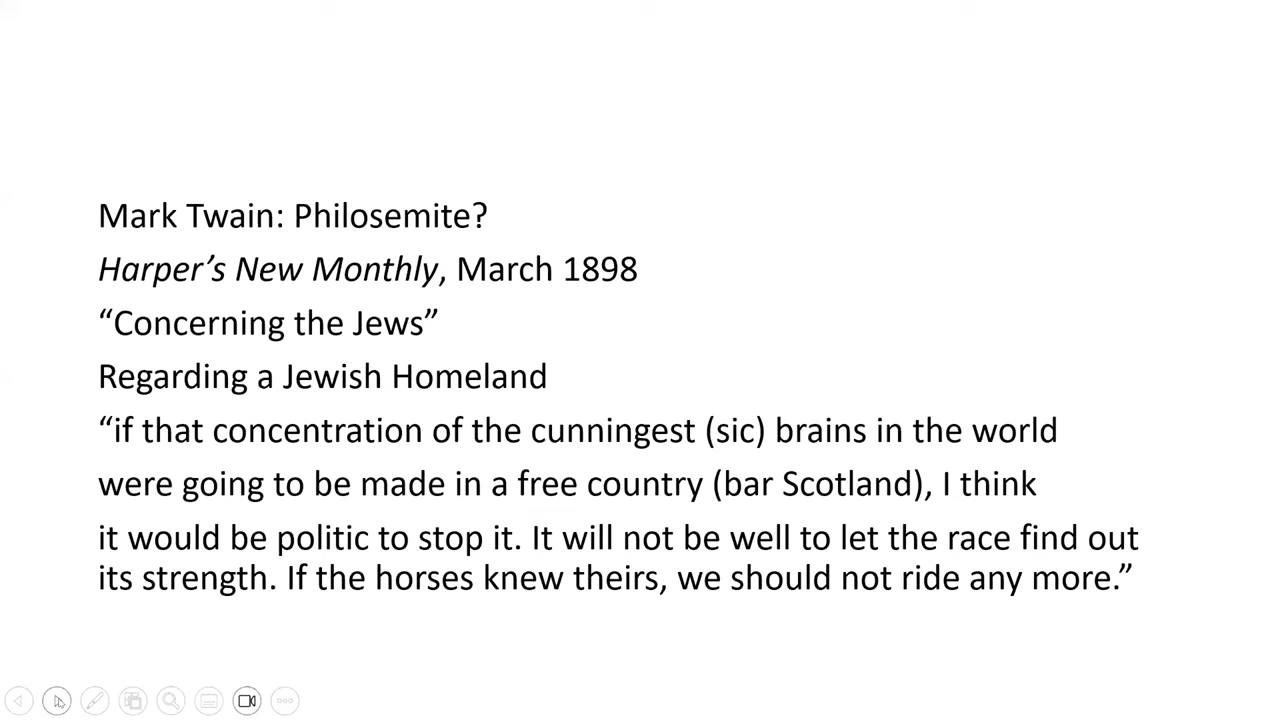 Mark Twain: Philosemite?
Harper’s New Monthly, March 1898
“Concerning the Jews”
Regarding a Jewish Homeland
“if that concentration of the cunningest (sic) brains in the world
were going to be made in a free country (bar Scotland), I think
it would be politic to stop it. It will not be well to let the race find out
its strength. If the horses knew theirs, we should not ride any more.”